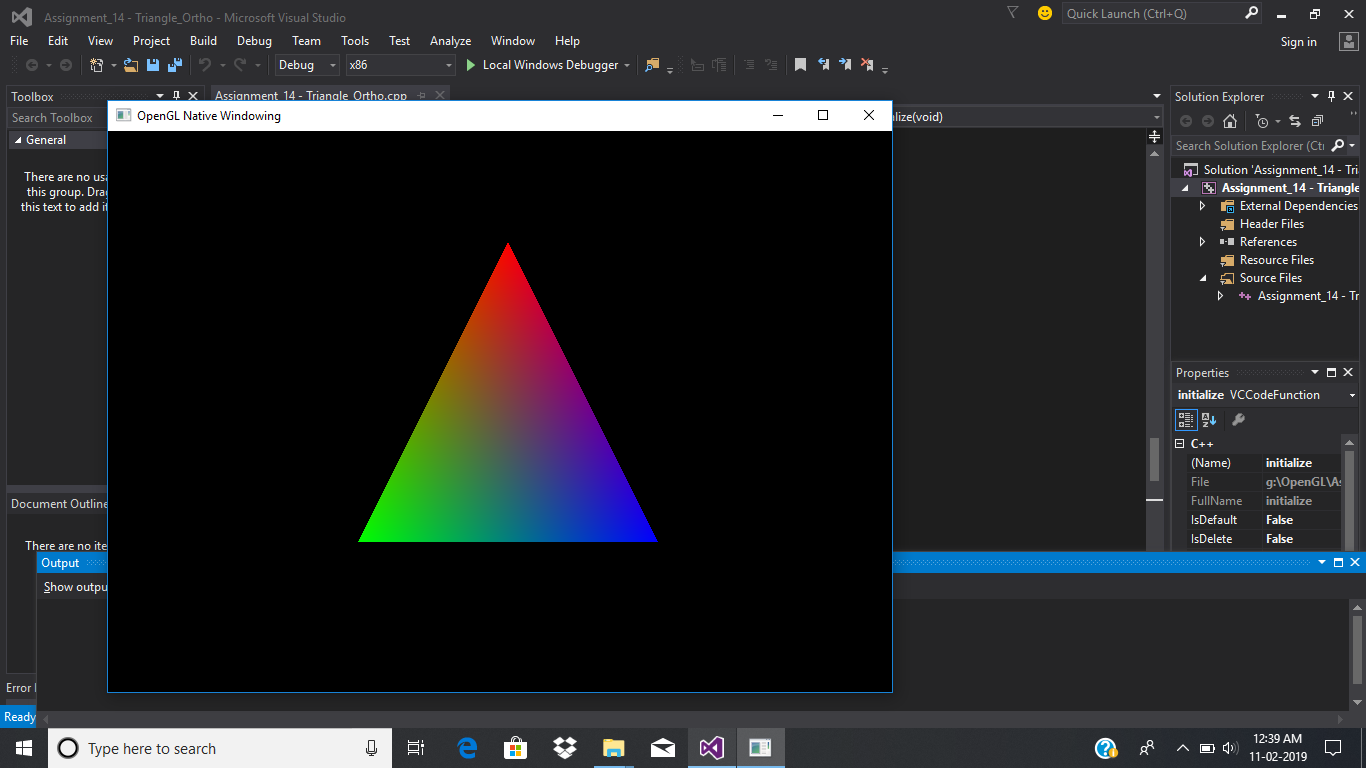 Assignment_14 - Triangle_Ortho - Microsoft Visual Studio
Quick Launch (Ctrl+Q)
File Edit View Project Build Debug Team Tools Test Analyze Window Help
Sign in
Debug x86 Local Windows Debugger
Toolbox
Search Toolbox
General
There are no usa
this group. Drag
this text to add it
Document Outline
There are no ite
Assignment_14 - Triangle_Ortho.cpp
alize(void)
OpenGL Native Windowing
Solution Explorer
Search Solution Explorer (Ctr
Solution 'Assignment_14 - Tri
Assignment_14 - Triangle
External Dependencies
Header Files
References
Resource Files
Source Files
Assignment_14 - Tr
Properties
initialize VCCodeFunction
C++
(Name) initialize
File g:\OpenGL\As
FullName initialize
IsDefault False
IsDelete False
Output
Show outpu
Error
Ready
Type here to search
12:39 AM
11-02-2019